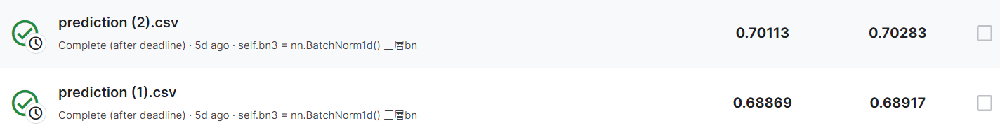 prediction (2).csv
Complete (after deadline) · 5d ago · self.bn3 = nn.BatchNorm1d() 三層bn
0.70113
0.70283
prediction (1).csv
Complete (after deadline) · 5d ago · self.bn3 = nn.BatchNorm1d() 三層bn
0.68869
0.68917